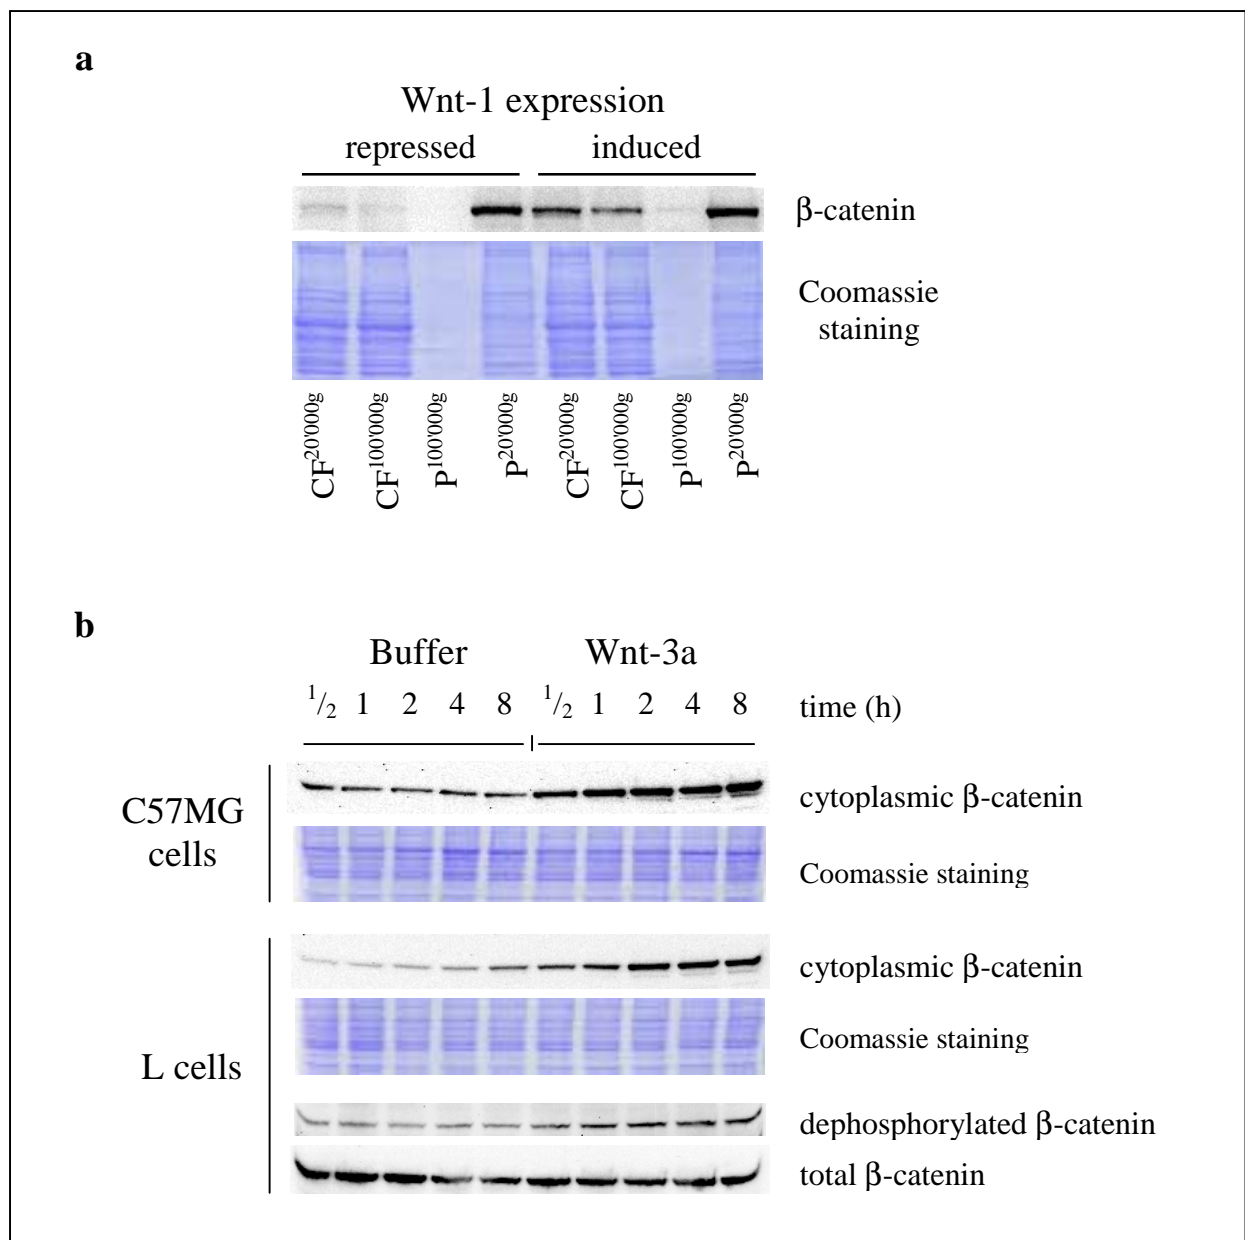 a
Wnt-1 expression
repressed induced
β-catenin
Coomassie
staining
CF20'000g CF100'000g P100'000g P20'000g CF20'000g CF100'000g P100'000g P20'000g
b
Buffer Wnt-3a
1/2 1 2 4 8 1/2 1 2 4 8 time (h)
C57MG
cells
cytoplasmic β-catenin
Coomassie staining
L cells
cytoplasmic β-catenin
Coomassie staining
dephosphorylated β-catenin
total β-catenin